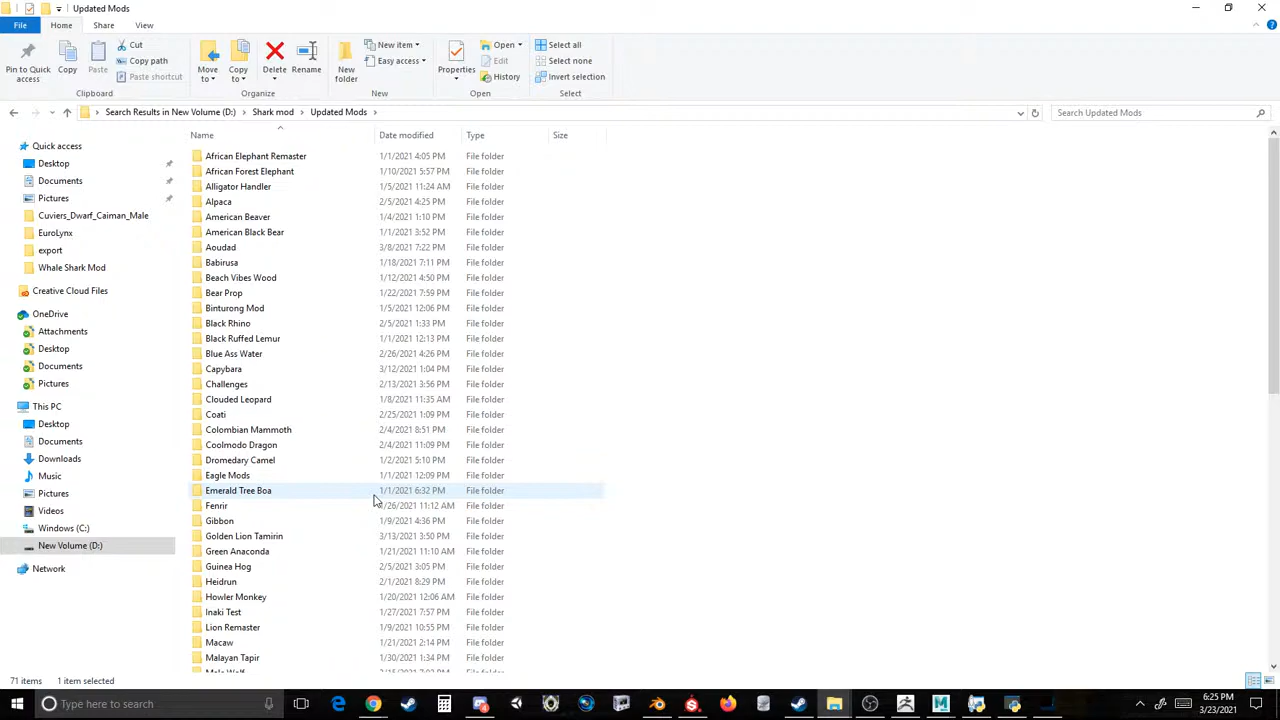 Updated Mods
File Home Share View
Pin to Quick access
Copy
Paste
Cut
Copy path
Paste shortcut
Clipboard
Move to
Copy to
Delete
Rename
Organize
New folder
New item
Easy access
New
Properties
Open
Edit
History
Open
Select all
Select none
Invert selection
Select
Search Results in New Volume (D:) > Shark mod > Updated Mods >
Search Updated Mods
Name Date modified Type Size
Quick access
Desktop
Documents
Pictures
Cuviers_Dwarf_Caiman_Male
EuroLynx
export
Whale Shark Mod
Creative Cloud Files
OneDrive
Attachments
Desktop
Documents
Pictures
This PC
Desktop
Documents
Downloads
Music
Pictures
Videos
Windows (C:)
New Volume (D:)
Network
African Elephant Remaster 1/1/2021 4:05 PM File folder
African Forest Elephant 1/10/2021 5:57 PM File folder
Alligator Handler 1/5/2021 11:24 AM File folder
Alpaca 2/5/2021 4:25 PM File folder
American Beaver 1/4/2021 1:10 PM File folder
American Black Bear 1/1/2021 3:52 PM File folder
Aoudad 3/8/2021 7:22 PM File folder
Babirusa 1/18/2021 7:11 PM File folder
Beach Vibes Wood 1/12/2021 4:50 PM File folder
Bear Prop 1/22/2021 7:59 PM File folder
Binturong Mod 1/5/2021 12:06 PM File folder
Black Rhino 2/5/2021 1:33 PM File folder
Black Ruffed Lemur 1/1/2021 12:13 PM File folder
Blue Ass Water 2/26/2021 4:26 PM File folder
Capybara 3/12/2021 1:04 PM File folder
Challenges 2/13/2021 3:56 PM File folder
Clouded Leopard 1/8/2021 11:35 AM File folder
Coati 2/25/2021 1:09 PM File folder
Colombian Mammoth 2/4/2021 8:51 PM File folder
Coolmodo Dragon 2/4/2021 11:09 PM File folder
Dromedary Camel 1/2/2021 5:10 PM File folder
Eagle Mods 1/1/2021 12:09 PM File folder
Emerald Tree Boa 1/1/2021 6:32 PM File folder
Fenrir /26/2021 11:12 AM File folder
Gibbon 1/9/2021 4:36 PM File folder
Golden Lion Tamirin 3/13/2021 3:50 PM File folder
Green Anaconda 1/21/2021 11:10 AM File folder
Guinea Hog 2/5/2021 3:05 PM File folder
Heidrun 2/1/2021 8:29 PM File folder
Howler Monkey 1/20/2021 12:06 AM File folder
Inaki Test 1/27/2021 7:57 PM File folder
Lion Remaster 1/9/2021 10:55 PM File folder
Macaw 1/21/2021 2:14 PM File folder
Malayan Tapir 1/30/2021 1:34 PM File folder
71 items 1 item selected
Type here to search
6:25 PM
3/23/2021